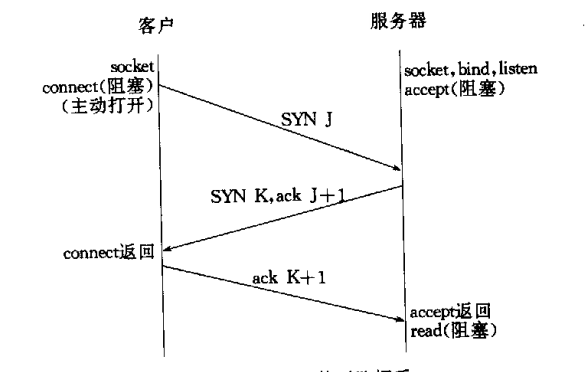 客户
服务器
socket
connect(阻塞)
(主动打开)
socket,bind,listen
accept(阻塞)
SYN J
SYN K,ack J+1
connect返回
ack K+1
accept返回
read(阻塞)